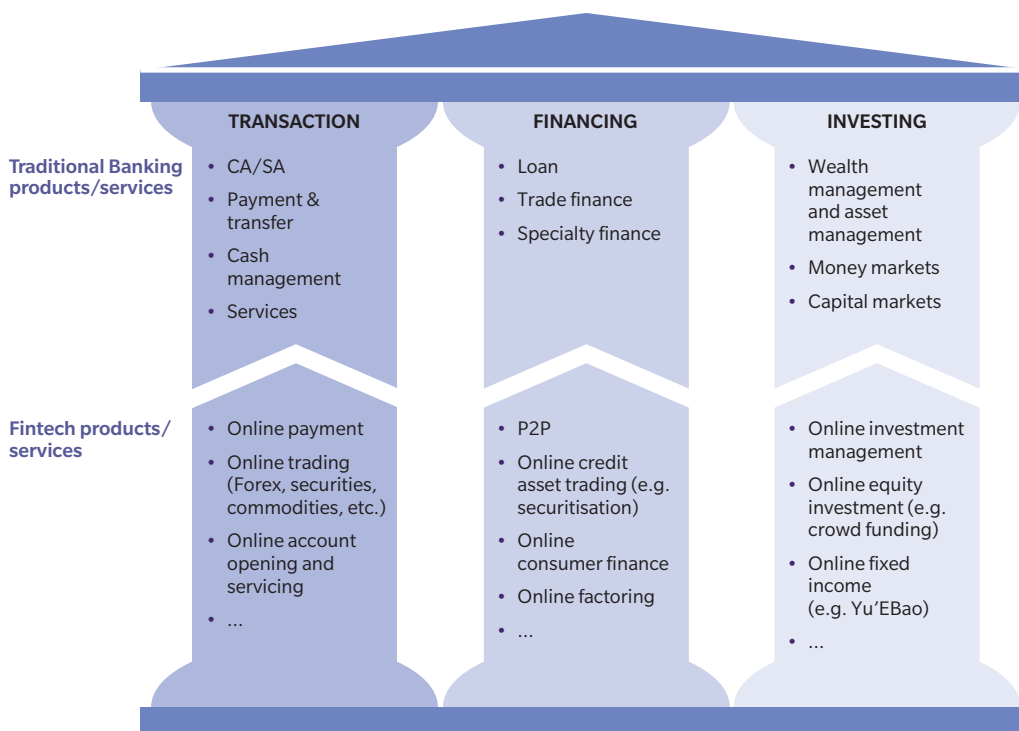 TRANSACTION
FINANCING
INVESTING
Traditional Banking
products/services
• CA/SA
• Payment &
transfer
• Cash
management
• Services
• Loan
• Trade finance
• Specialty finance
• Wealth
management
and asset
management
• Money markets
• Capital markets
Fintech products/
services
• Online payment
• Online trading
(Forex, securities,
commodities, etc.)
• Online account
opening and
servicing
• ...
• P2P
• Online credit
asset trading (e.g.
securitisation)
• Online
consumer finance
• Online factoring
• ...
• Online investment
management
• Online equity
investment (e.g.
crowd funding)
• Online fixed
income
(e.g. Yu’EBao)
• ...